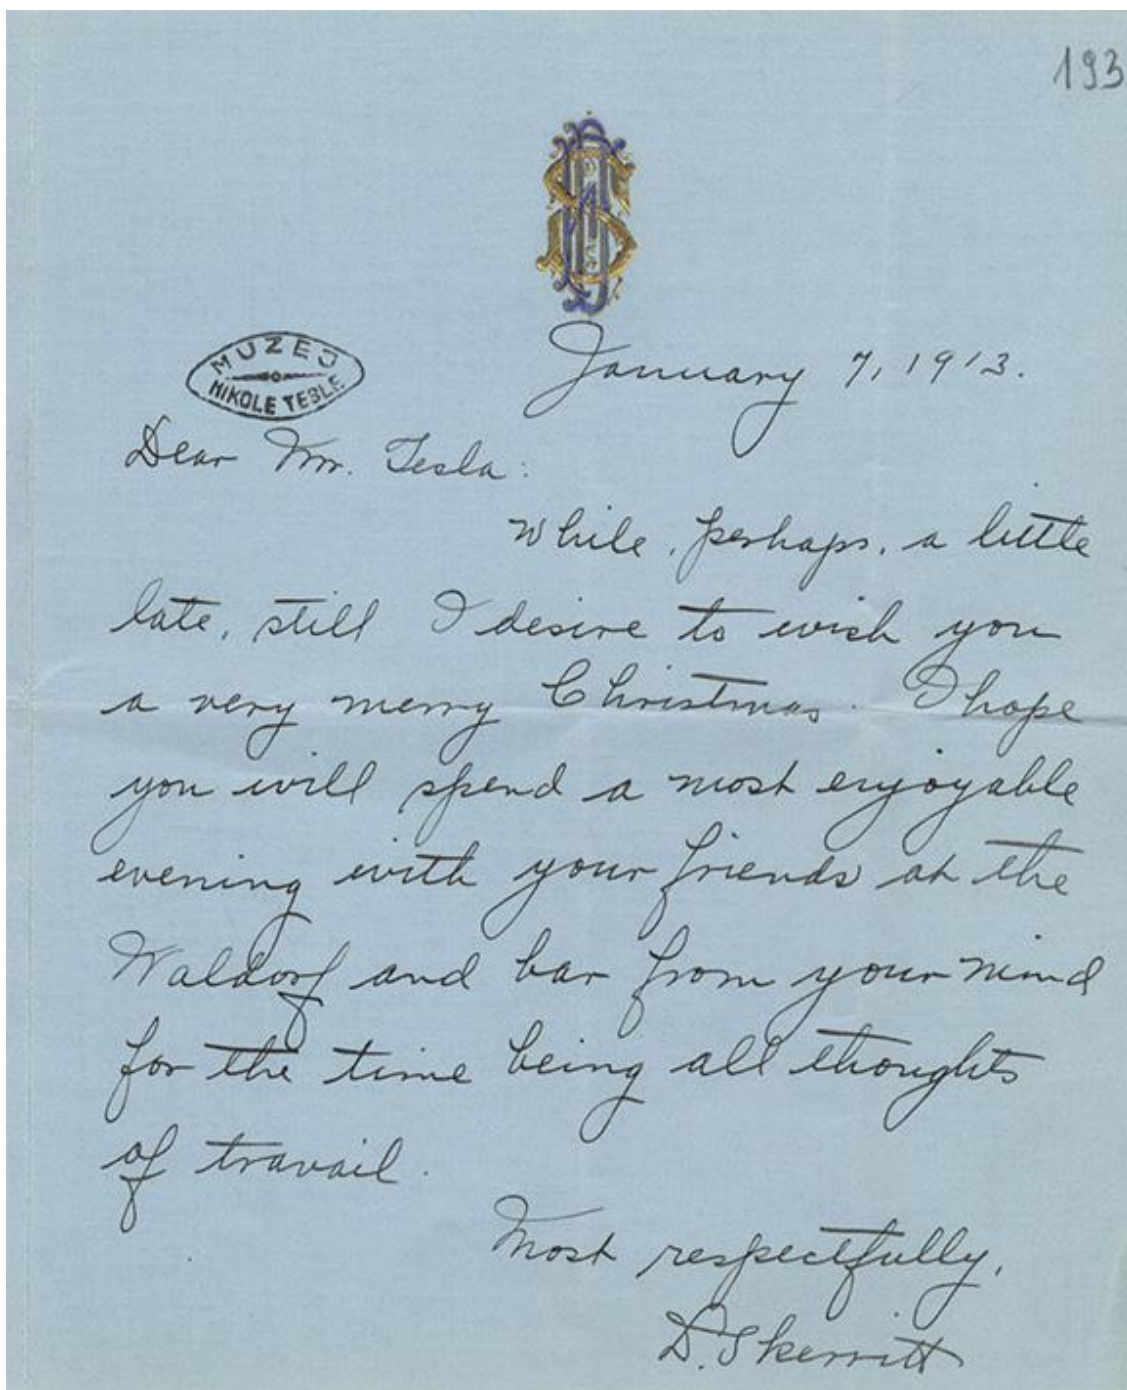 193
MUZEJ
NIKOLE TESLE
January 7, 1913.
Dear Mr. Tesla:
While, perhaps, a little
late, still I desire to wish you
a very merry Christmas. I hope
you will spend a most enjoyable
evening with your friends at the
Waldorf and bar from your mind
for the time being all thoughts
of travail.
Most respectfully,
D. Skerritt